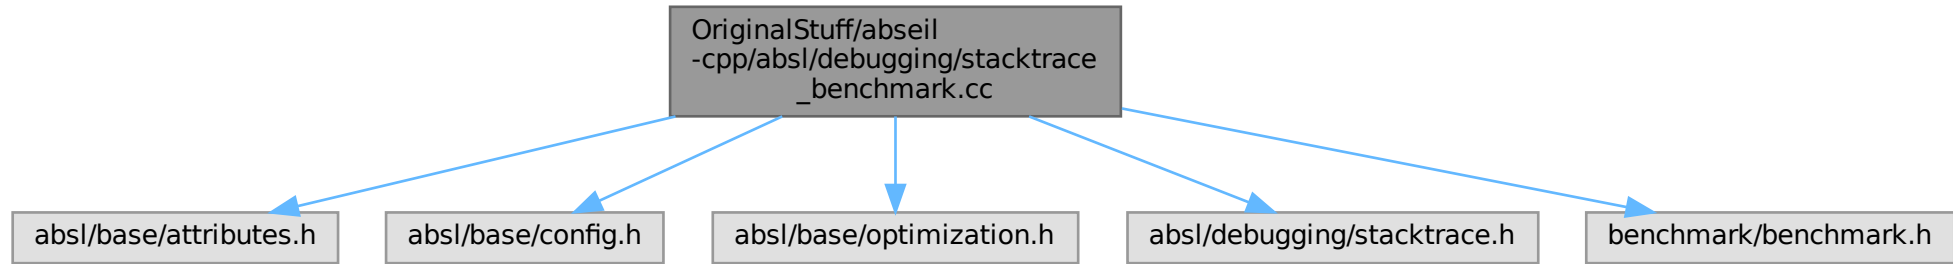 OriginalStuff/abseil
-cpp/absl/debugging/stacktrace
_benchmark.cc
absl/base/attributes.h
absl/base/config.h
absl/base/optimization.h
absl/debugging/stacktrace.h
benchmark/benchmark.h